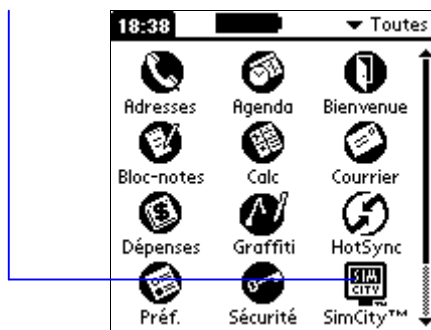 18:38 Toutes
Adresses Agenda Bienvenue
Bloc-notes Calc Courrier
Dépenses Graffiti HotSync
SIM
CITY
Préf. Sécurité SimCity™